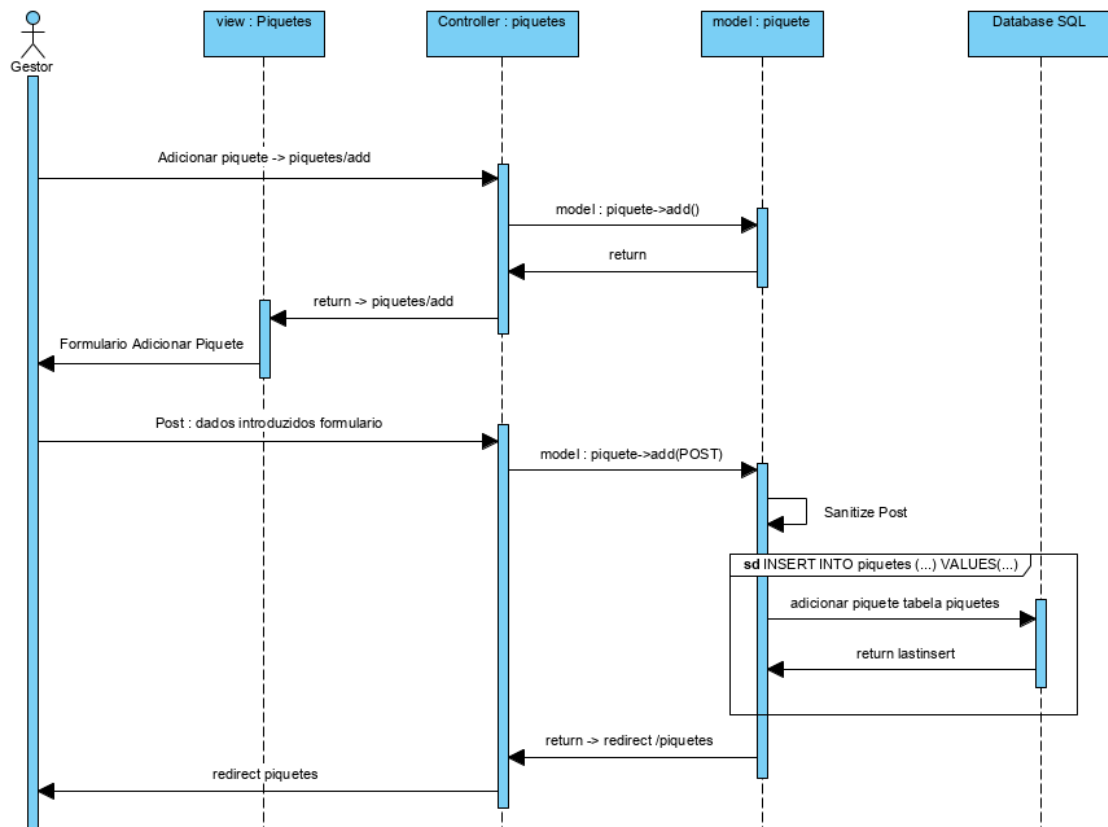 view : Piquetes
Controller : piquetes
model : piquete
Database SQL
Gestor
Adicionar piquete -> piquetes/add
model : piquete->add()
return
return -> piquetes/add
Formulario Adicionar Piquete
Post : dados introduzidos formulario
model : piquete->add(POST)
Sanitize Post
sd INSERT INTO piquetes (...) VALUES(...)
adicionar piquete tabela piquetes
return lastinsert
return -> redirect /piquetes
redirect piquetes